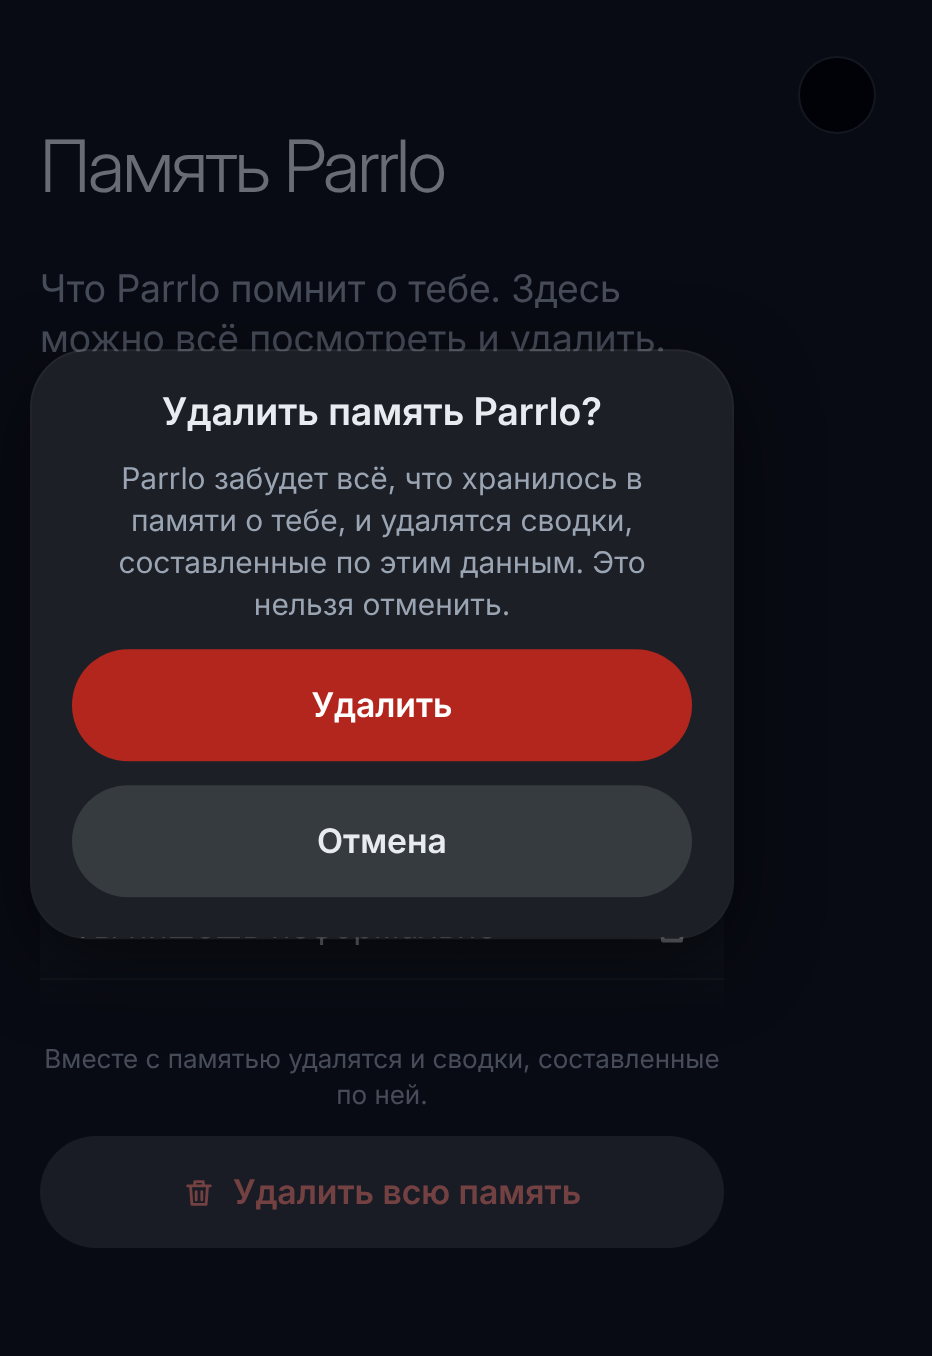 Память Parrlo
Что Parrlo помнит о тебе. Здесь
можно всё посмотреть и удалить.
Удалить память Parrlo?
Parrlo забудет всё, что хранилось в
памяти о тебе, и удалятся сводки,
составленные по этим данным. Это
нельзя отменить.
Удалить
Отмена
Вместе с памятью удалятся и сводки, составленные
по ней.
Удалить всю память